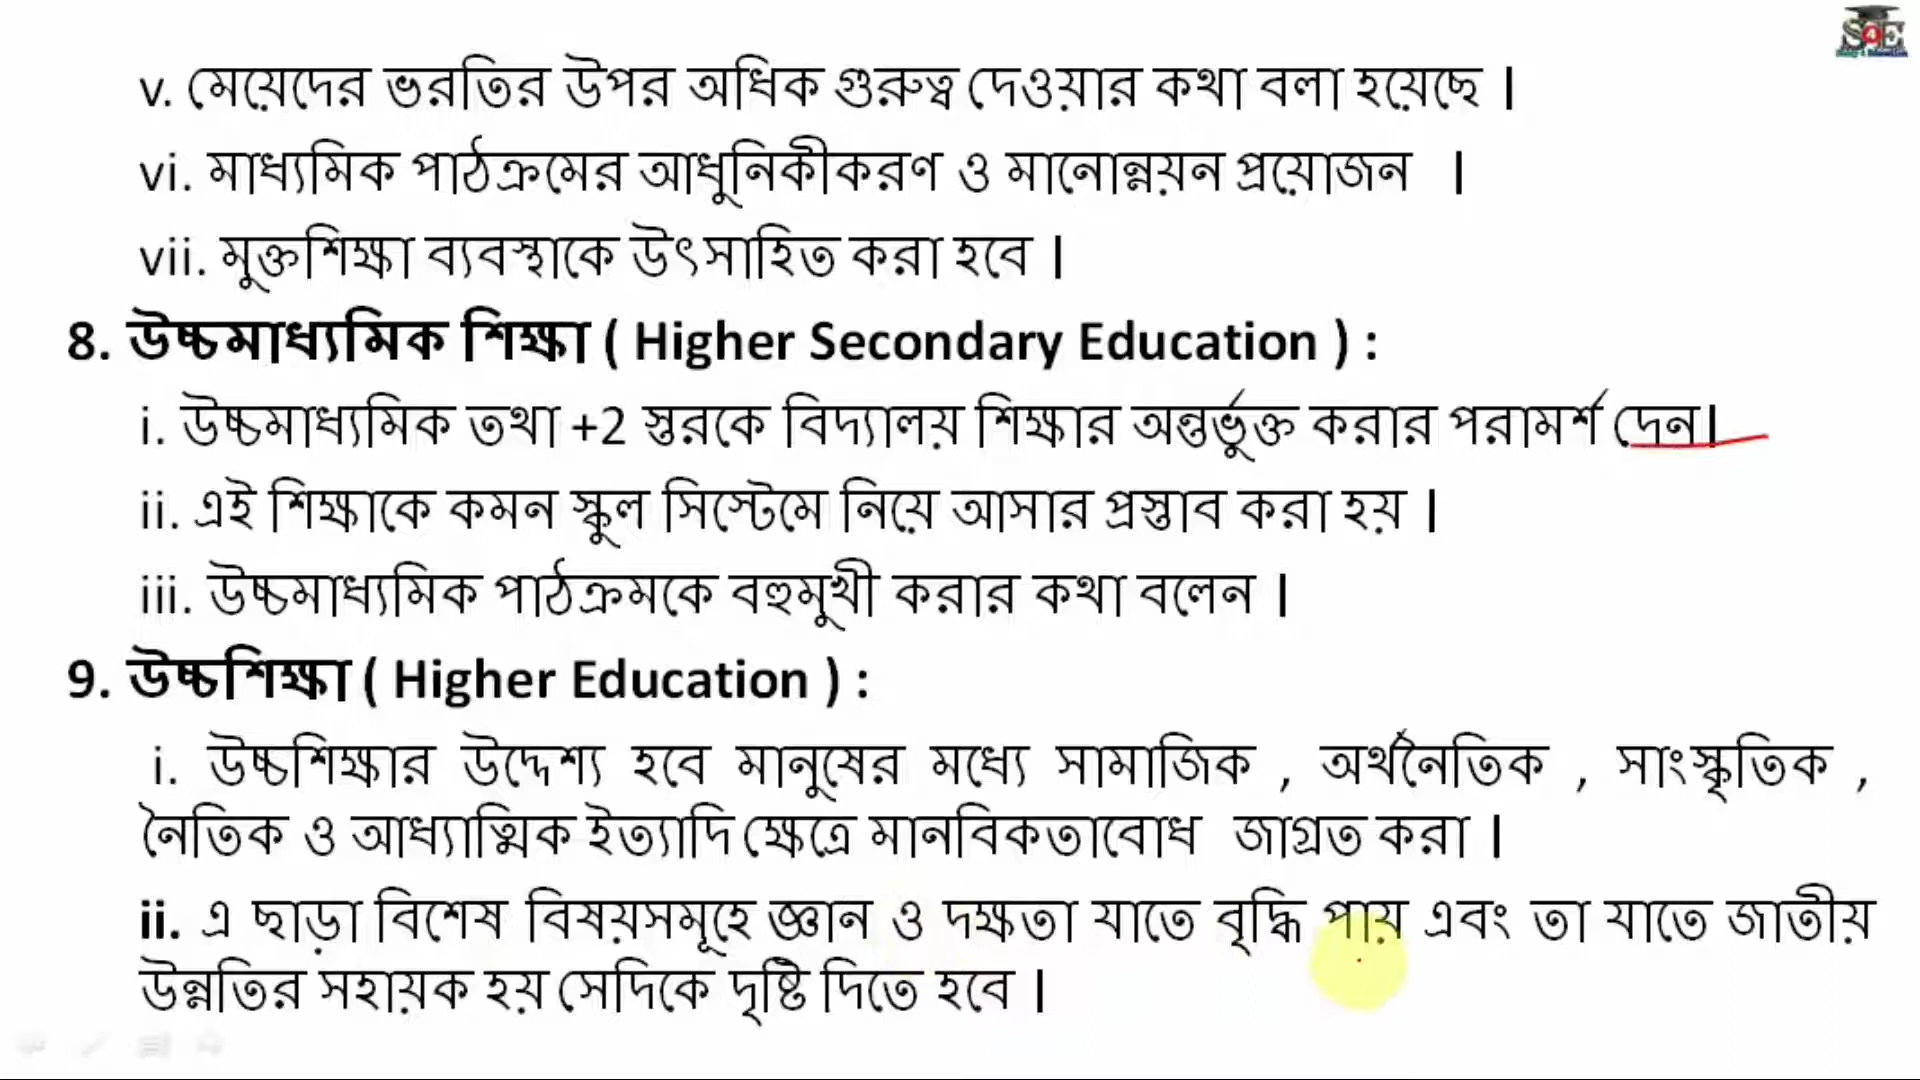 S4E
v. মেয়েদের ভরতির উপর অধিক গুরুত্ব দেওয়ার কথা বলা হয়েছে ।
vi. মাধ্যমিক পাঠক্রমের আধুনিকীকরণ ও মানোন্নয়ন প্রয়োজন ।
vii. মুক্তশিক্ষা ব্যবস্থাকে উৎসাহিত করা হবে ।
8. উচ্চমাধ্যমিক শিক্ষা ( Higher Secondary Education ) :
i. উচ্চমাধ্যমিক তথা +2 স্তরকে বিদ্যালয় শিক্ষার অন্তর্ভুক্ত করার পরামর্শ দেন।
ii. এই শিক্ষাকে কমন স্কুল সিস্টেমে নিয়ে আসার প্রস্তাব করা হয় ।
iii. উচ্চমাধ্যমিক পাঠক্রমকে বহুমুখী করার কথা বলেন ।
9. উচ্চশিক্ষা ( Higher Education ) :
i. উচ্চশিক্ষার উদ্দেশ্য হবে মানুষের মধ্যে সামাজিক , অর্থনৈতিক , সাংস্কৃতিক ,
নৈতিক ও আধ্যাত্মিক ইত্যাদি ক্ষেত্রে মানবিকতাবোধ জাগ্রত করা ।
ii. এ ছাড়া বিশেষ বিষয়সমূহে জ্ঞান ও দক্ষতা যাতে বৃদ্ধি পায় এবং তা যাতে জাতীয়
উন্নতির সহায়ক হয় সেদিকে দৃষ্টি দিতে হবে ।